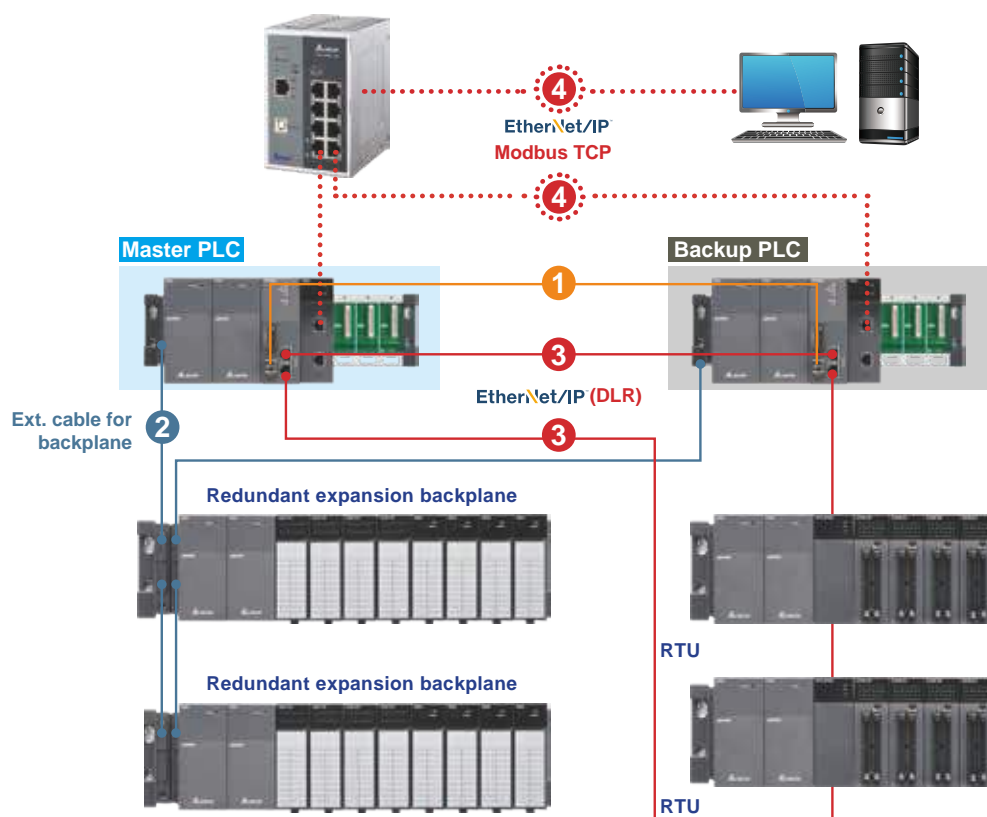 4
EtherNet/IP
Modbus TCP
4
Master PLC
Backup PLC
1
3
EtherNet/IP (DLR)
Ext. cable for
backplane
2
3
Redundant expansion backplane
RTU
Redundant expansion backplane
RTU